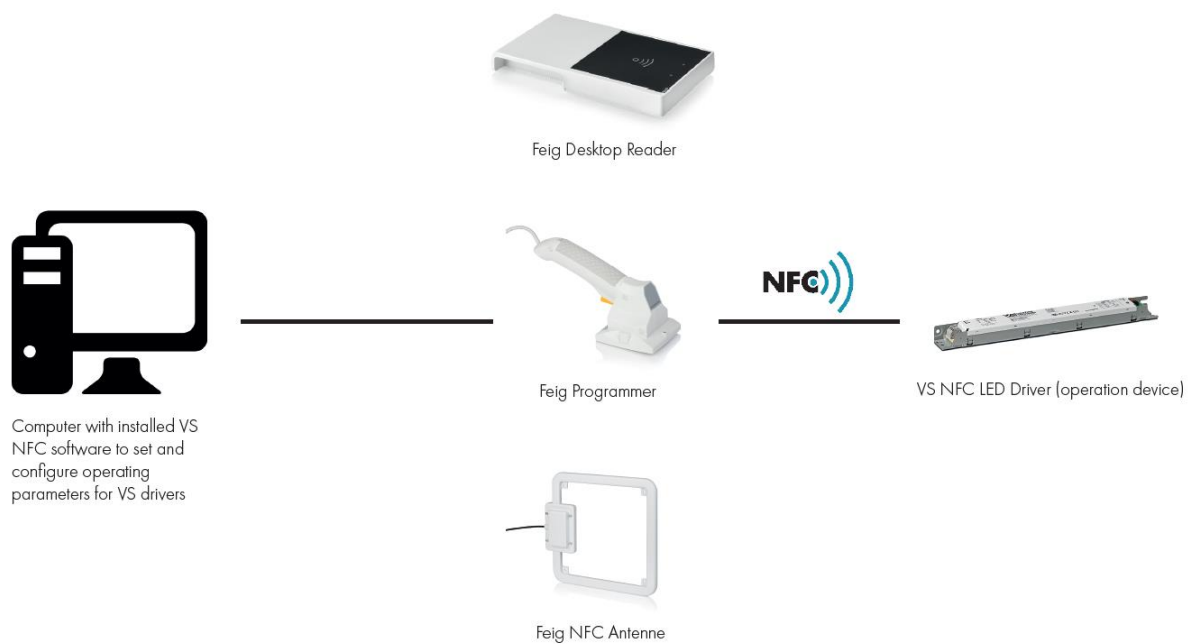 Feig Desktop Reader
NFC
Feig Programmer
VS NFC LED Driver (operation device)
Computer with installed VS
NFC software to set and
configure operating
parameters for VS drivers
Feig NFC Antenne